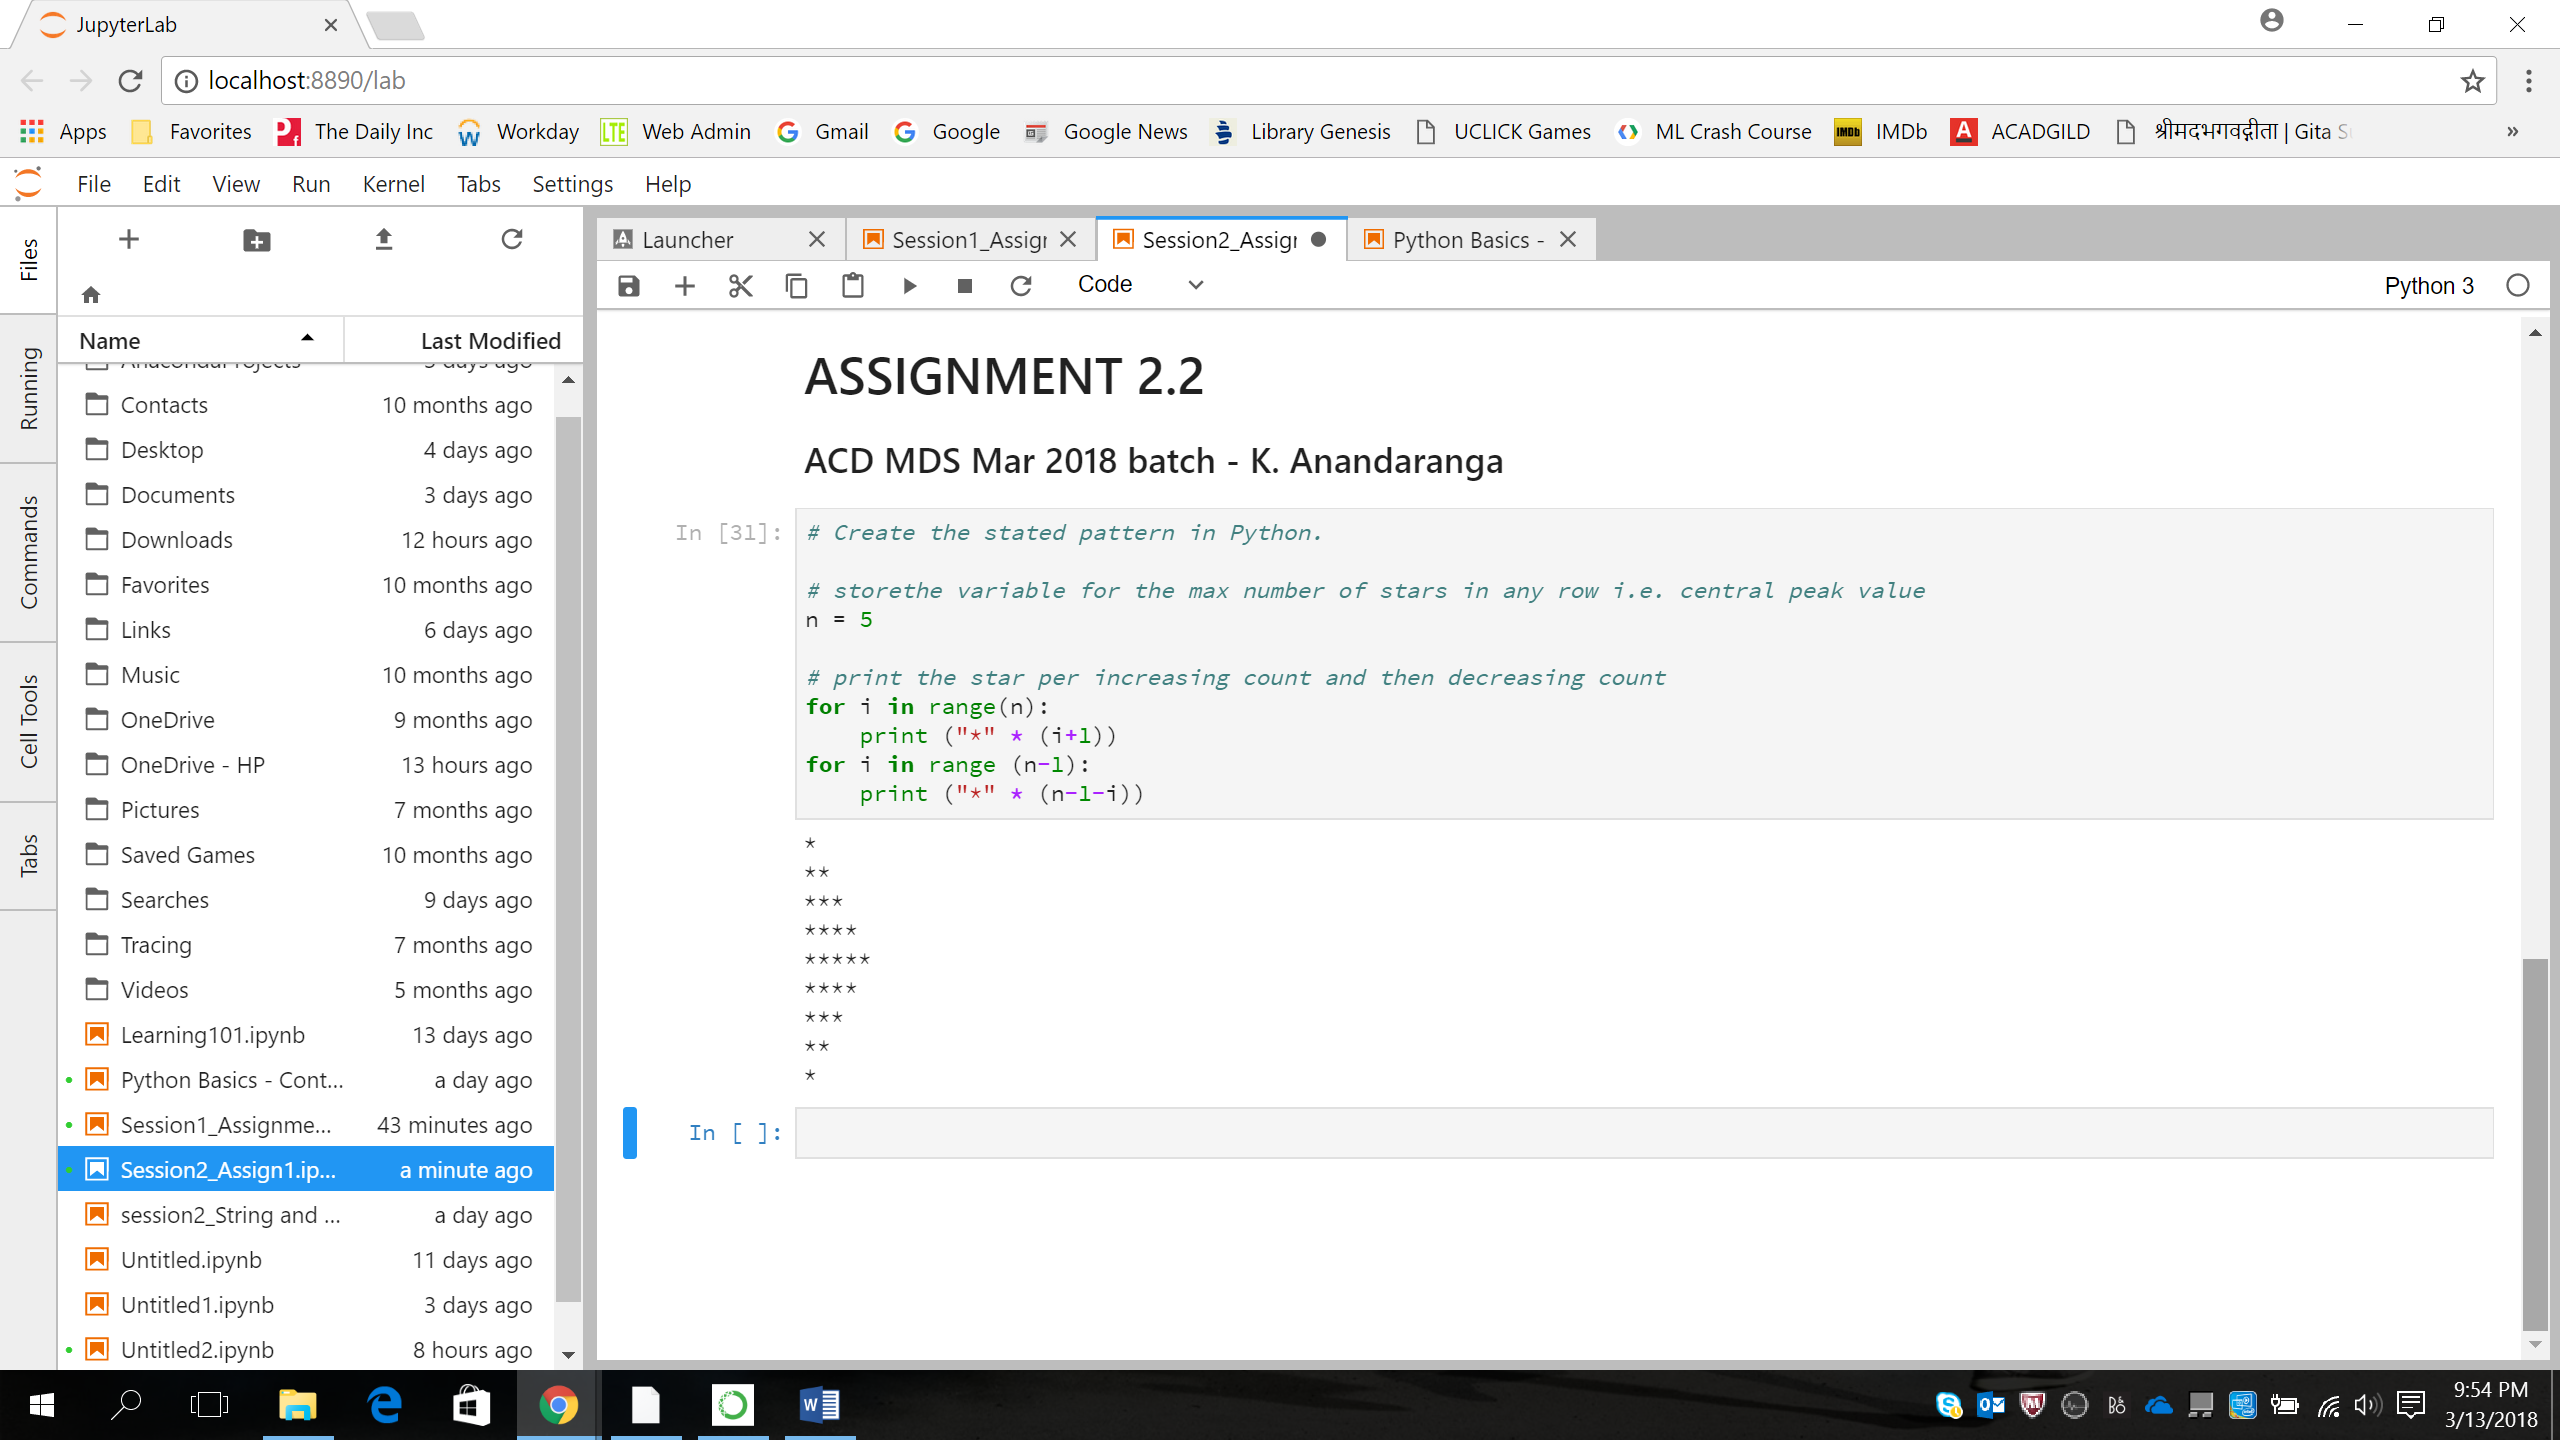 JupyterLab
localhost:8890/lab
Apps Favorites The Daily Inc Workday LTE Web Admin Gmail Google Google News Library Genesis UCLICK Games ML Crash Course IMDb IMDb A ACADGILD श्रीमदभगवद्गीता | Gita S »
File Edit View Run Kernel Tabs Settings Help
Files
Running
Commands
Cell Tools
Tabs
Name Last Modified
AnacondaProjects 3 days ago
Contacts 10 months ago
Desktop 4 days ago
Documents 3 days ago
Downloads 12 hours ago
Favorites 10 months ago
Links 6 days ago
Music 10 months ago
OneDrive 9 months ago
OneDrive - HP 13 hours ago
Pictures 7 months ago
Saved Games 10 months ago
Searches 9 days ago
Tracing 7 months ago
Videos 5 months ago
Learning101.ipynb 13 days ago
Python Basics - Cont... a day ago
Session1_Assignme... 43 minutes ago
Session2_Assign1.ip... a minute ago
session2_String and ... a day ago
Untitled.ipynb 11 days ago
Untitled1.ipynb 3 days ago
Untitled2.ipynb 8 hours ago
Launcher Session1_Assigr Session2_Assigr Python Basics -
Code Python 3
ASSIGNMENT 2.2
ACD MDS Mar 2018 batch - K. Anandaranga
In [31]: # Create the stated pattern in Python.
# storethe variable for the max number of stars in any row i.e. central peak value
n = 5
# print the star per increasing count and then decreasing count
for i in range(n):
    print ("*" * (i+1))
for i in range (n-1):
    print ("*" * (n-1-i))
*
**
***
****
*****
****
***
**
*
In [ ]:
9:54 PM
3/13/2018